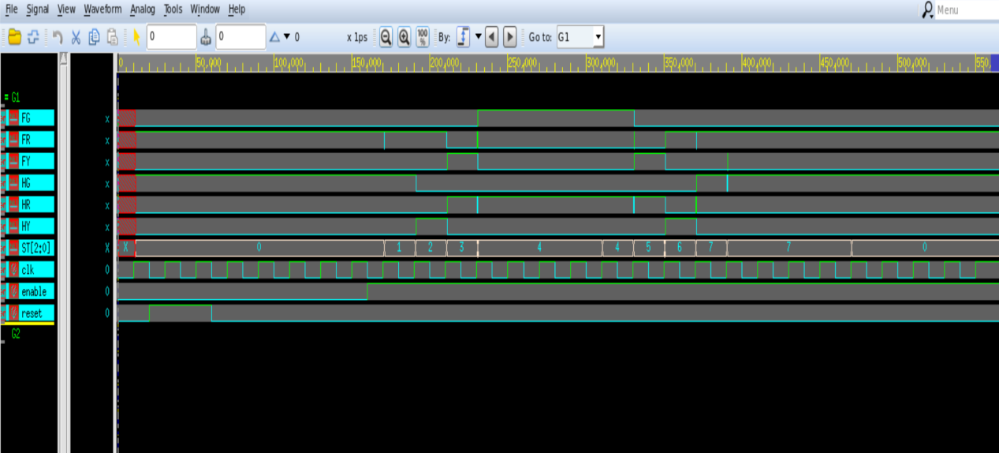 File Signal View Waveform Analog Tools Window Help Menu
0 0 0 x 1ps 100 % By: Go to: G1
0 50,000 100,000 150,000 200,000 250,000 300,000 350,000 400,000 450,000 500,000 550,
= G1
FG x
FR x
FY x
HG x
HR x
HY x
ST[2:0] X X 0 1 2 3 4 4 5 6 7 7 0
clk 0
enable 0
reset 0
G2